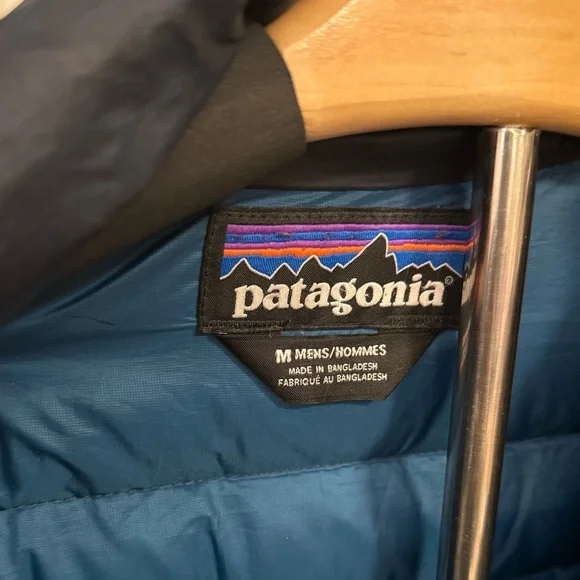 patagonia®
M MENS/HOMMES
MADE IN BANGLADESH
FABRIQUÉ AU BANGLADESH